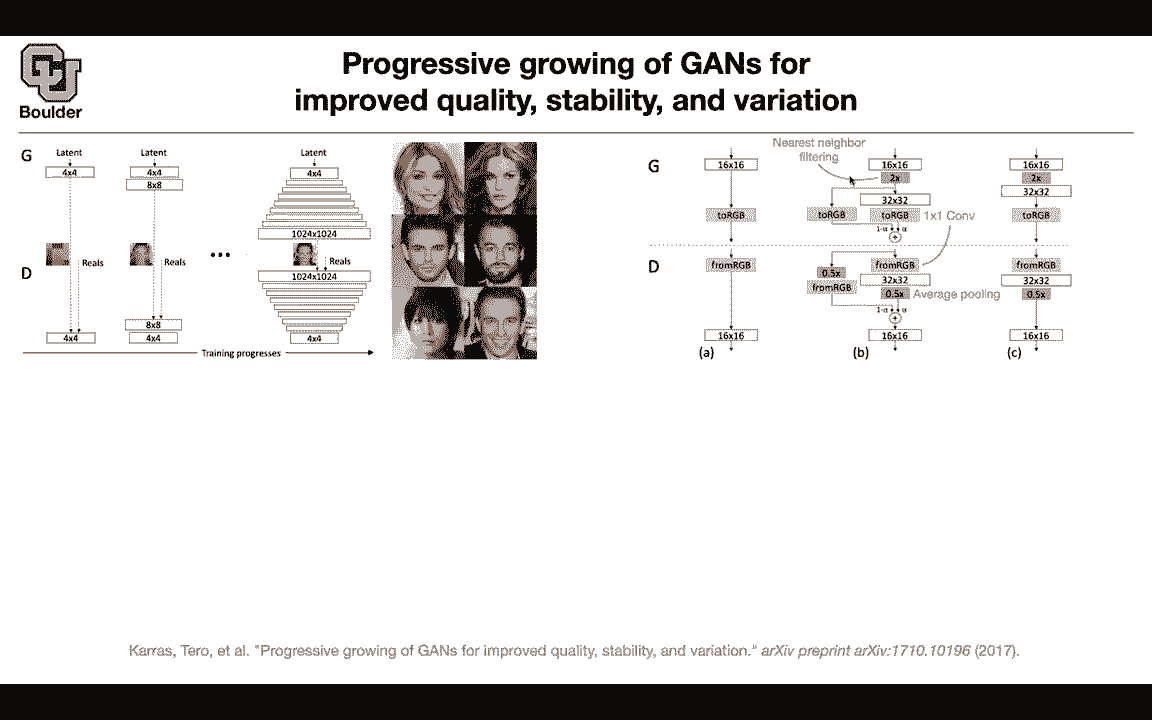 CU
Boulder
Progressive growing of GANs for
improved quality, stability, and variation
G
Latent
Latent
Latent
4x4
4x4
4x4
8x8
1024x1024
D
Reals
Reals
...
Reals
1024x1024
8x8
4x4
4x4
4x4
Training progresses
Nearest neighbor
filtering
G
16x16
16x16
16x16
2x
2x
32x32
32x32
toRGB
toRGB
toRGB
toRGB
1x1 Conv
1-α
α
+
D
fromRGB
fromRGB
fromRGB
0.5x
32x32
32x32
fromRGB
0.5x
Average pooling
0.5x
1-α
α
+
16x16
16x16
16x16
(a)
(b)
(c)
Karras, Tero, et al. "Progressive growing of GANs for improved quality, stability, and variation." arXiv preprint arXiv:1710.10196 (2017).